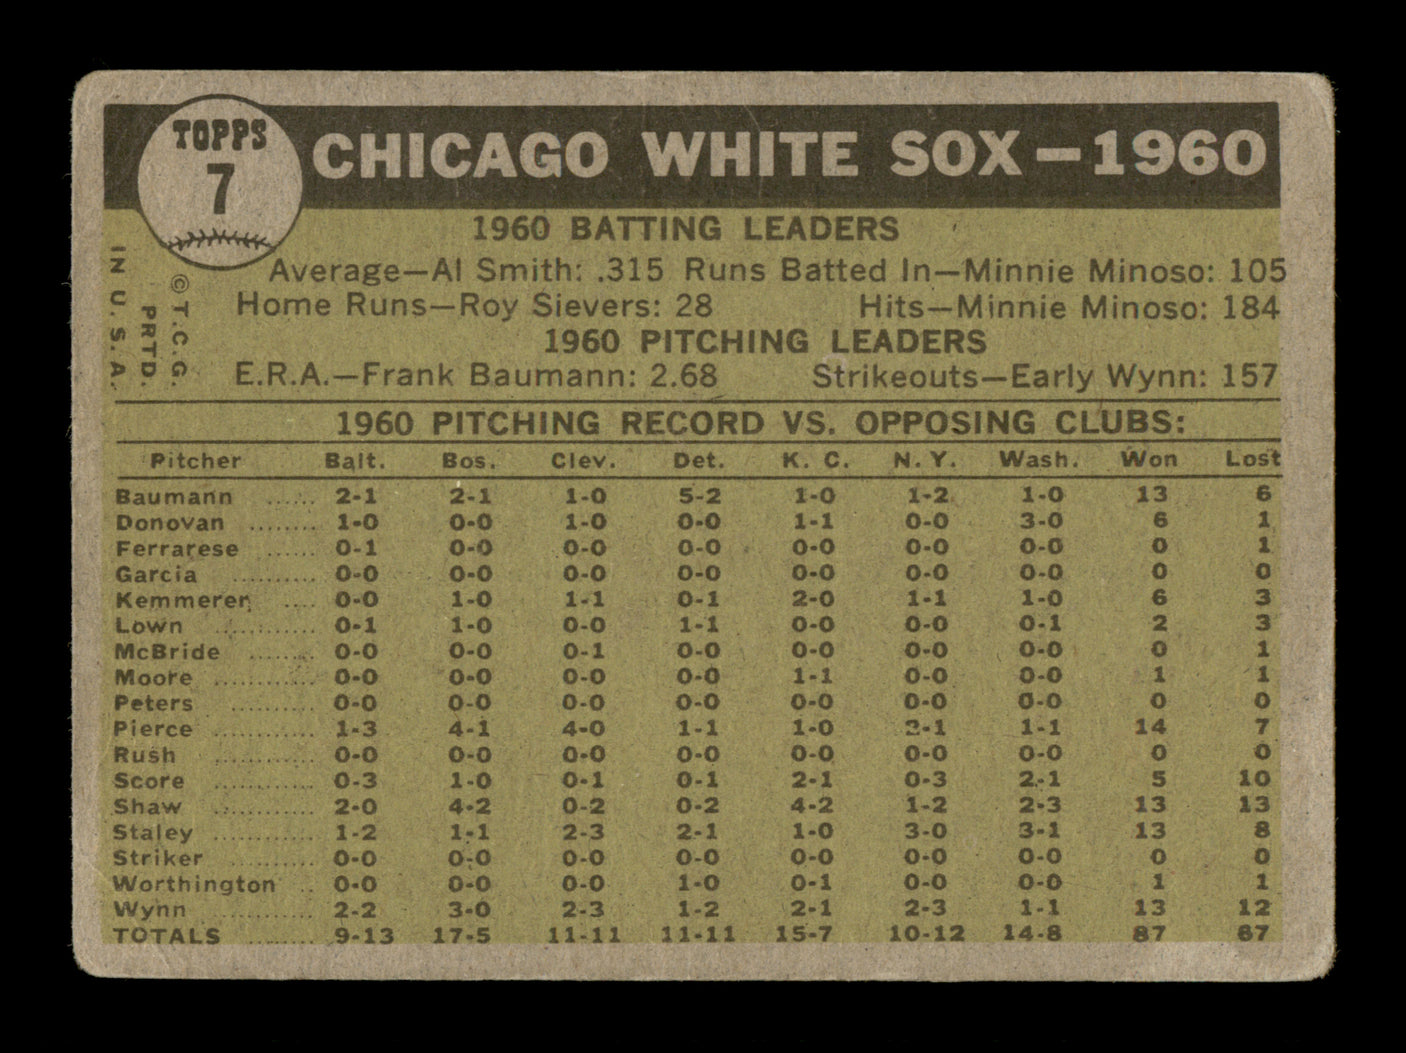 TOPPS
7
CHICAGO WHITE SOX—1960
1960 BATTING LEADERS
Average—Al Smith: .315 Runs Batted In—Minnie Minoso: 105
Home Runs—Roy Sievers: 28 Hits—Minnie Minoso: 184
1960 PITCHING LEADERS
E.R.A.—Frank Baumann: 2.68 Strikeouts—Early Wynn: 157
© T.C.G.
PRTD.
IN U.S.A.
1960 PITCHING RECORD VS. OPPOSING CLUBS:
Pitcher Balt. Bos. Clev. Det. K. C. N. Y. Wash. Won Lost
Baumann ...... 2-1 2-1 1-0 5-2 1-0 1-2 1-0 13 6
Donovan ........ 1-0 0-0 1-0 0-0 1-1 0-0 3-0 6 1
Ferrarese ...... 0-1 0-0 0-0 0-0 0-0 0-0 0-0 0 1
Garcia .......... 0-0 0-0 0-0 0-0 0-0 0-0 0-0 0 0
Kemmerer .... 0-0 1-0 1-1 0-1 2-0 1-1 1-0 6 3
Lown ............ 0-1 1-0 0-0 1-1 0-0 0-0 0-1 2 3
McBride ........ 0-0 0-0 0-1 0-0 0-0 0-0 0-0 0 1
Moore ............ 0-0 0-0 0-0 0-0 1-1 0-0 0-0 1 1
Peters .......... 0-0 0-0 0-0 0-0 0-0 0-0 0-0 0 0
Pierce ............ 1-3 4-1 4-0 1-1 1-0 2-1 1-1 14 7
Rush ............ 0-0 0-0 0-0 0-0 0-0 0-0 0-0 0 0
Score ............ 0-3 1-0 0-1 0-1 2-1 0-3 2-1 5 10
Shaw ............ 2-0 4-2 0-2 0-2 4-2 1-2 2-3 13 13
Staley ............ 1-2 1-1 2-3 2-1 1-0 3-0 3-1 13 8
Striker .......... 0-0 0-0 0-0 0-0 0-0 0-0 0-0 0 0
Worthington .. 0-0 0-0 0-0 1-0 0-1 0-0 0-0 1 1
Wynn ............ 2-2 3-0 2-3 1-2 2-1 2-3 1-1 13 12
TOTALS ........ 9-13 17-5 11-11 11-11 15-7 10-12 14-8 87 67